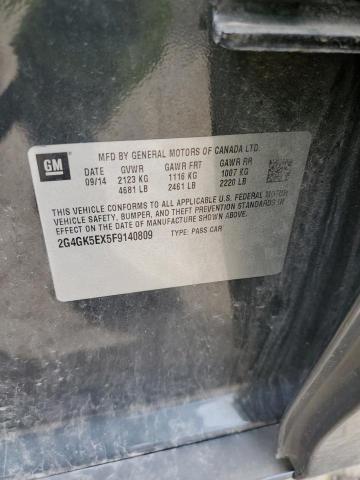 GM
MFD BY GENERAL MOTORS OF CANADA LTD.
DATE GVWR GAWR FRT GAWR RR
09/14 2123 KG 1116 KG 1007 KG
4681 LB 2461 LB 2220 LB
THIS VEHICLE CONFORMS TO ALL APPLICABLE U.S. FEDERAL MOTOR
VEHICLE SAFETY, BUMPER, AND THEFT PREVENTION STANDARDS IN
EFFECT ON THE DATE OF MANUFACTURE SHOWN ABOVE.
2G4GK5EX5F9140809 TYPE: PASS CAR